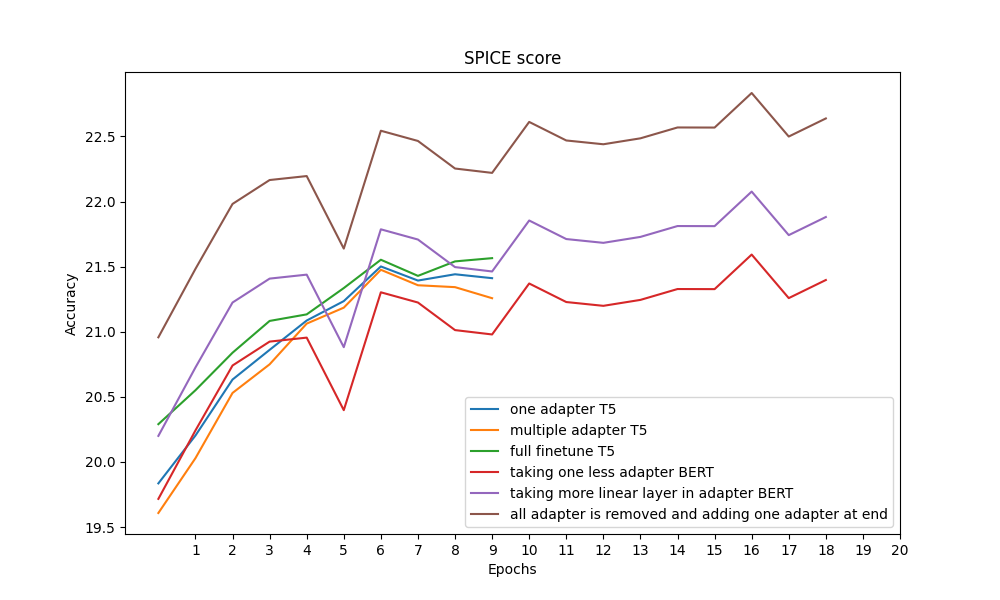 SPICE score
Accuracy
22.5
22.0
21.5
21.0
20.5
20.0
19.5
one adapter T5
multiple adapter T5
full finetune T5
taking one less adapter BERT
taking more linear layer in adapter BERT
all adapter is removed and adding one adapter at end
1 2 3 4 5 6 7 8 9 10 11 12 13 14 15 16 17 18 19 20
Epochs